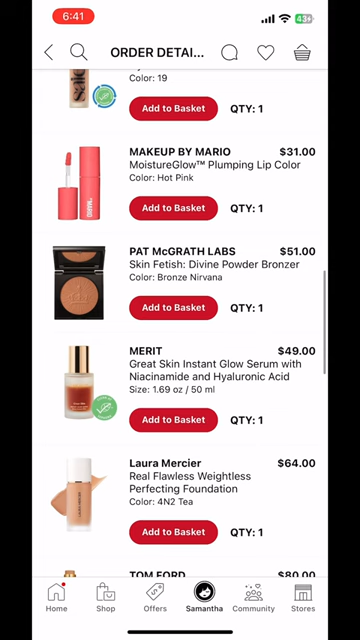 6:41
43
ORDER DETAI...
Color: 19
Add to Basket
QTY: 1
MAKEUP BY MARIO
$31.00
MoistureGlow™ Plumping Lip Color
Color: Hot Pink
Add to Basket
QTY: 1
PAT McGRATH LABS
$51.00
Skin Fetish: Divine Powder Bronzer
Color: Bronze Nirvana
Add to Basket
QTY: 1
MERIT
$49.00
Great Skin Instant Glow Serum with
Niacinamide and Hyaluronic Acid
Size: 1.69 oz / 50 ml
Add to Basket
QTY: 1
Laura Mercier
$64.00
Real Flawless Weightless
Perfecting Foundation
Color: 4N2 Tea
Add to Basket
QTY: 1
TOM FORD
$80.00
Home
Shop
Offers
Samantha
Community
Stores